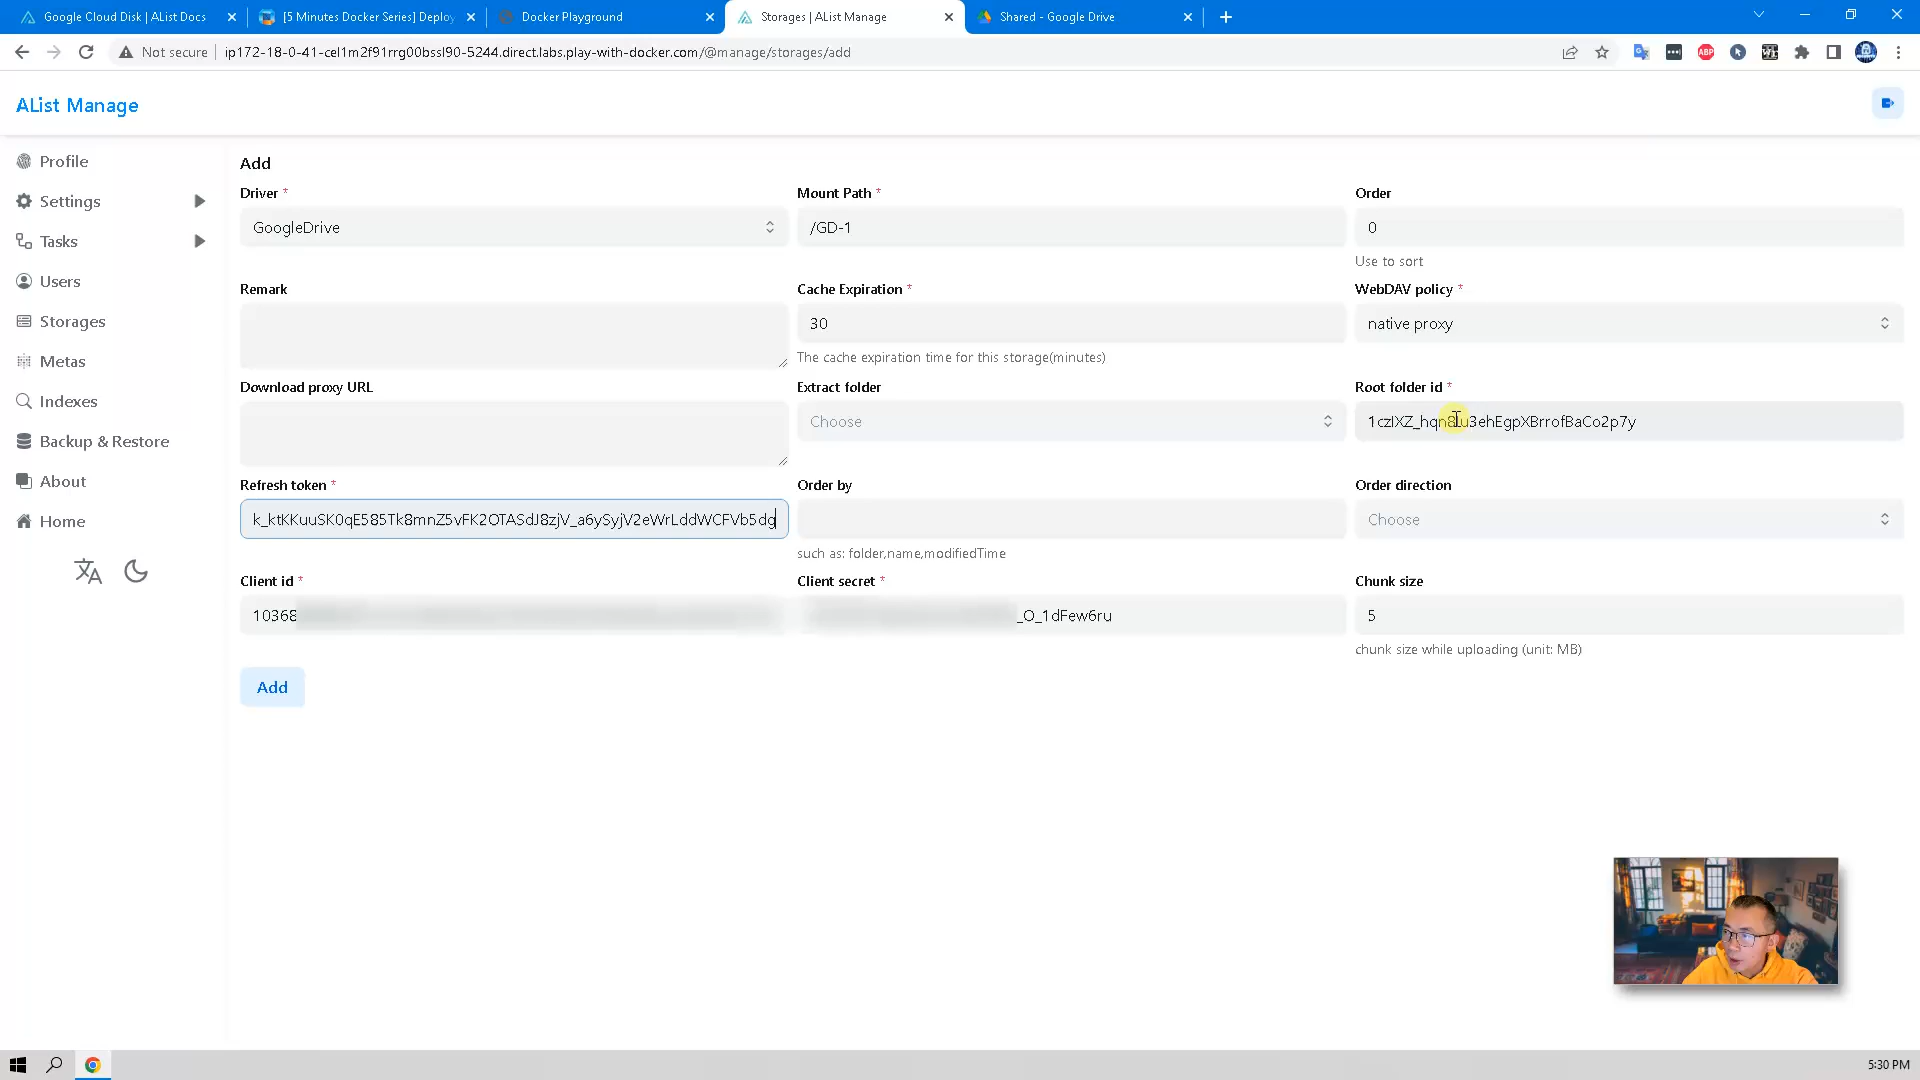 Google Cloud Disk | AList Docs
[5 Minutes Docker Series] Deploy
Docker Playground
Storages | AList Manage
Shared - Google Drive
Not secure
ip172-18-0-41-cel1m2f91rrg00bssl90-5244.direct.labs.play-with-docker.com/@manage/storages/add
ABP
AList Manage
Profile
Settings
Tasks
Users
Storages
Metas
Indexes
Backup & Restore
About
Home
Add
Driver *
Mount Path *
Order
GoogleDrive
/GD-1
0
Use to sort
Remark
Cache Expiration *
WebDAV policy *
30
native proxy
The cache expiration time for this storage(minutes)
Download proxy URL
Extract folder
Root folder id *
Choose
Refresh token *
Order by
Order direction
k_ktKKuuSK0qE585Tk8mnZ5vFK2OTASdJ8zjV_a6ySyjV2eWrLddWCFVb5dg
Choose
such as: folder,name,modifiedTime
Client id *
Client secret *
Chunk size
10368
_O_1dFew6ru
5
chunk size while uploading (unit: MB)
Add
5:30 PM